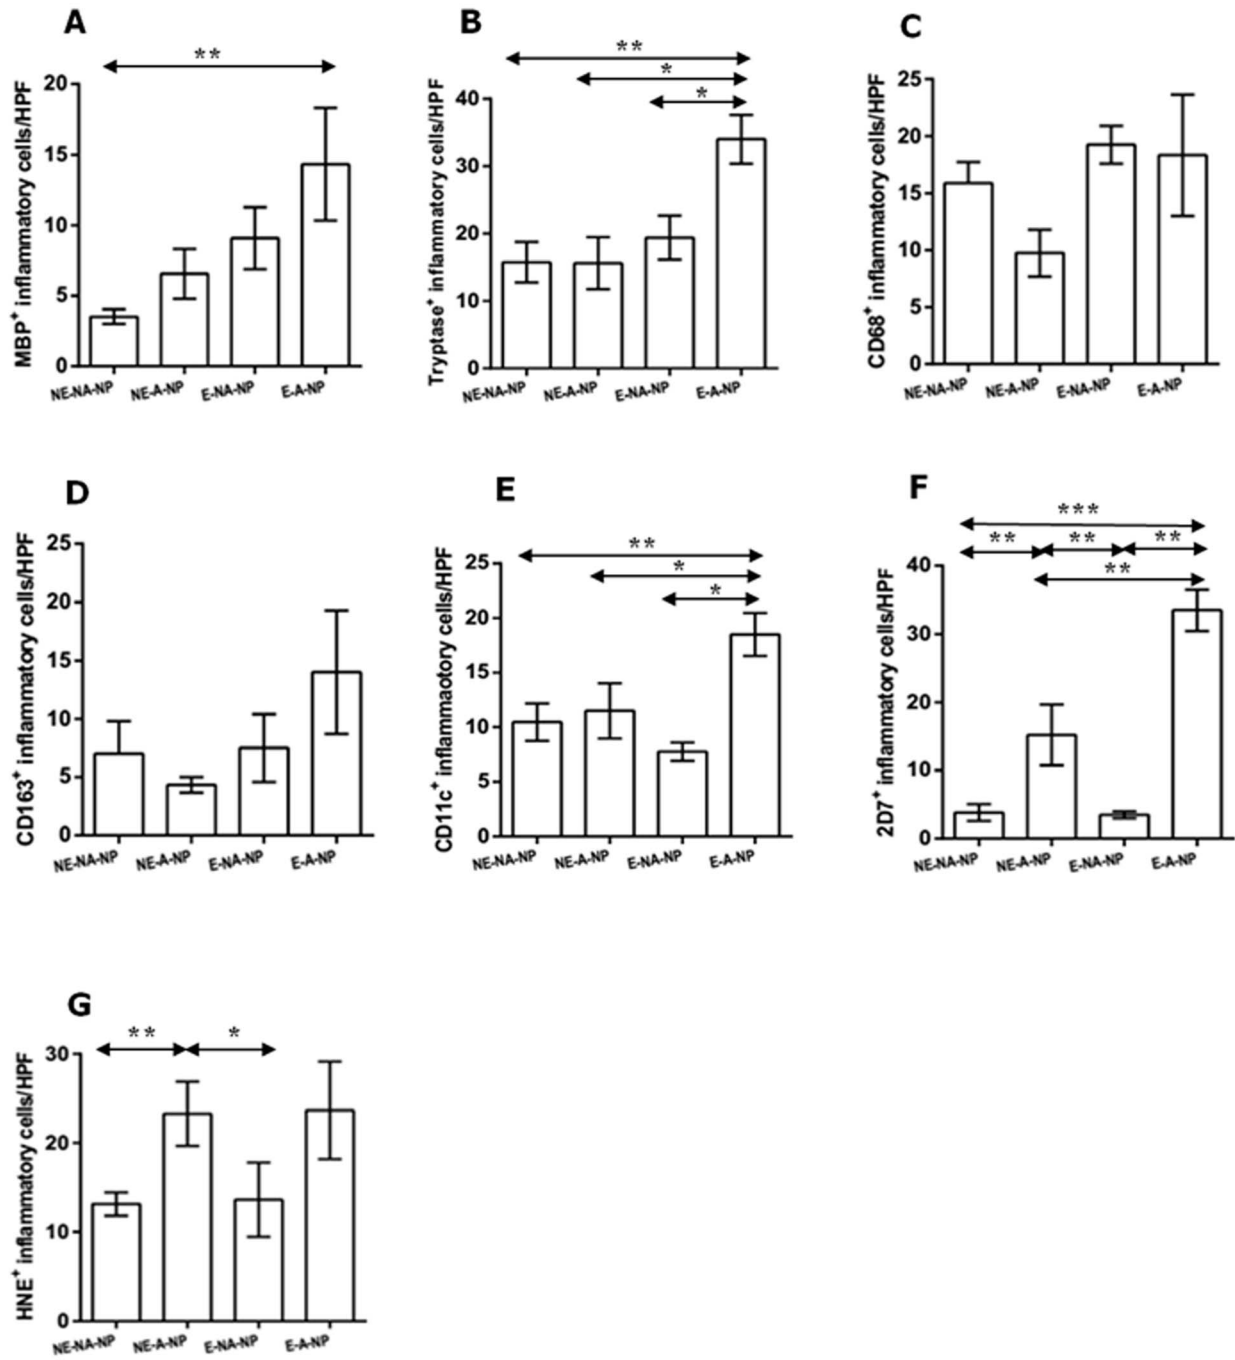 A
**
MBP+ inflammatory cells/HPF
20
15
10
5
0
NE-NA-NP
NE-A-NP
E-NA-NP
E-A-NP
B
**
*
*
Tryptase+ inflammatory cells/HPF
40
30
20
10
0
NE-NA-NP
NE-A-NP
E-NA-NP
E-A-NP
C
CD68+ inflammatory cells/HPF
25
20
15
10
5
0
NE-NA-NP
NE-A-NP
E-NA-NP
E-A-NP
D
CD163+ inflammatory cells/HPF
25
20
15
10
5
0
NE-NA-NP
NE-A-NP
E-NA-NP
E-A-NP
E
**
*
*
CD11c+ inflammaotory cells/HPF
25
20
15
10
5
0
NE-NA-NP
NE-A-NP
E-NA-NP
E-A-NP
F
***
** ** **
**
2D7+ inflammatory cells/HPF
40
30
20
10
0
NE-NA-NP
NE-A-NP
E-NA-NP
E-A-NP
G
** *
HNE+ inflammatory cells/HPF
30
20
10
0
NE-NA-NP
NE-A-NP
E-NA-NP
E-A-NP